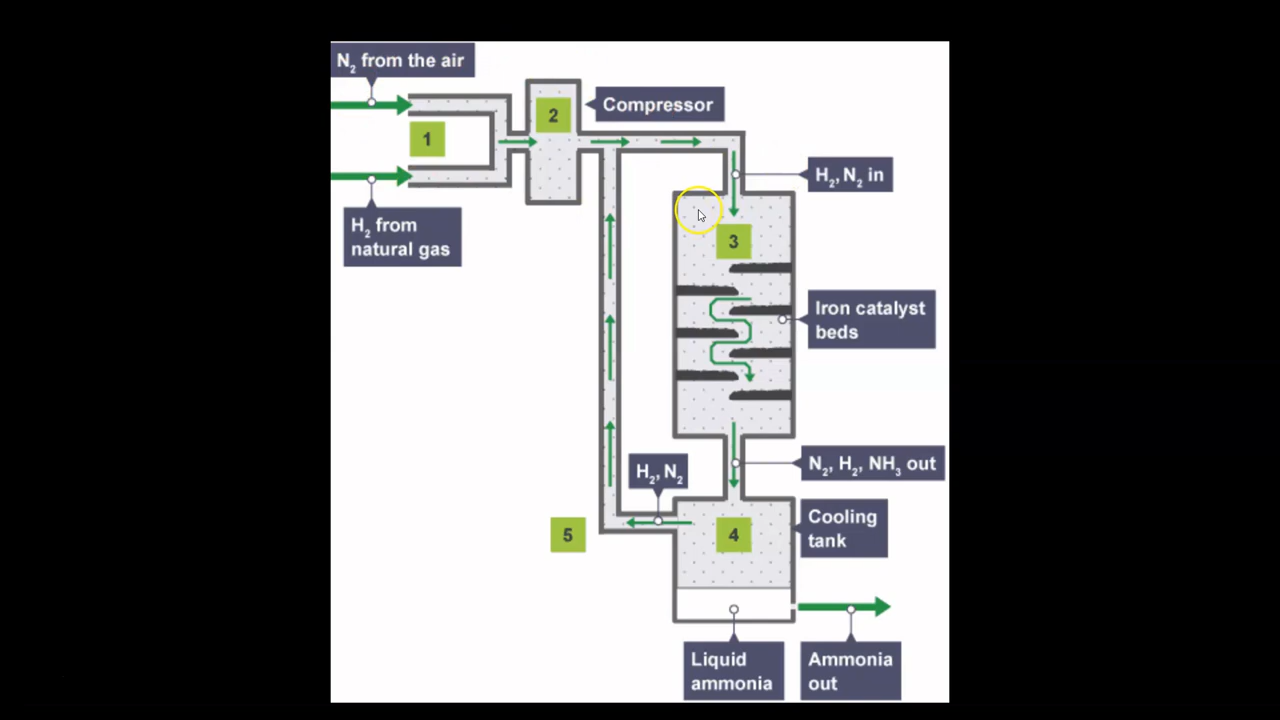 N₂ from the air
2
Compressor
1
H₂, N₂ in
H₂ from
natural gas
3
Iron catalyst
beds
N₂, H₂, NH₃ out
H₂, N₂
Cooling
tank
5
4
Liquid
ammonia
Ammonia
out